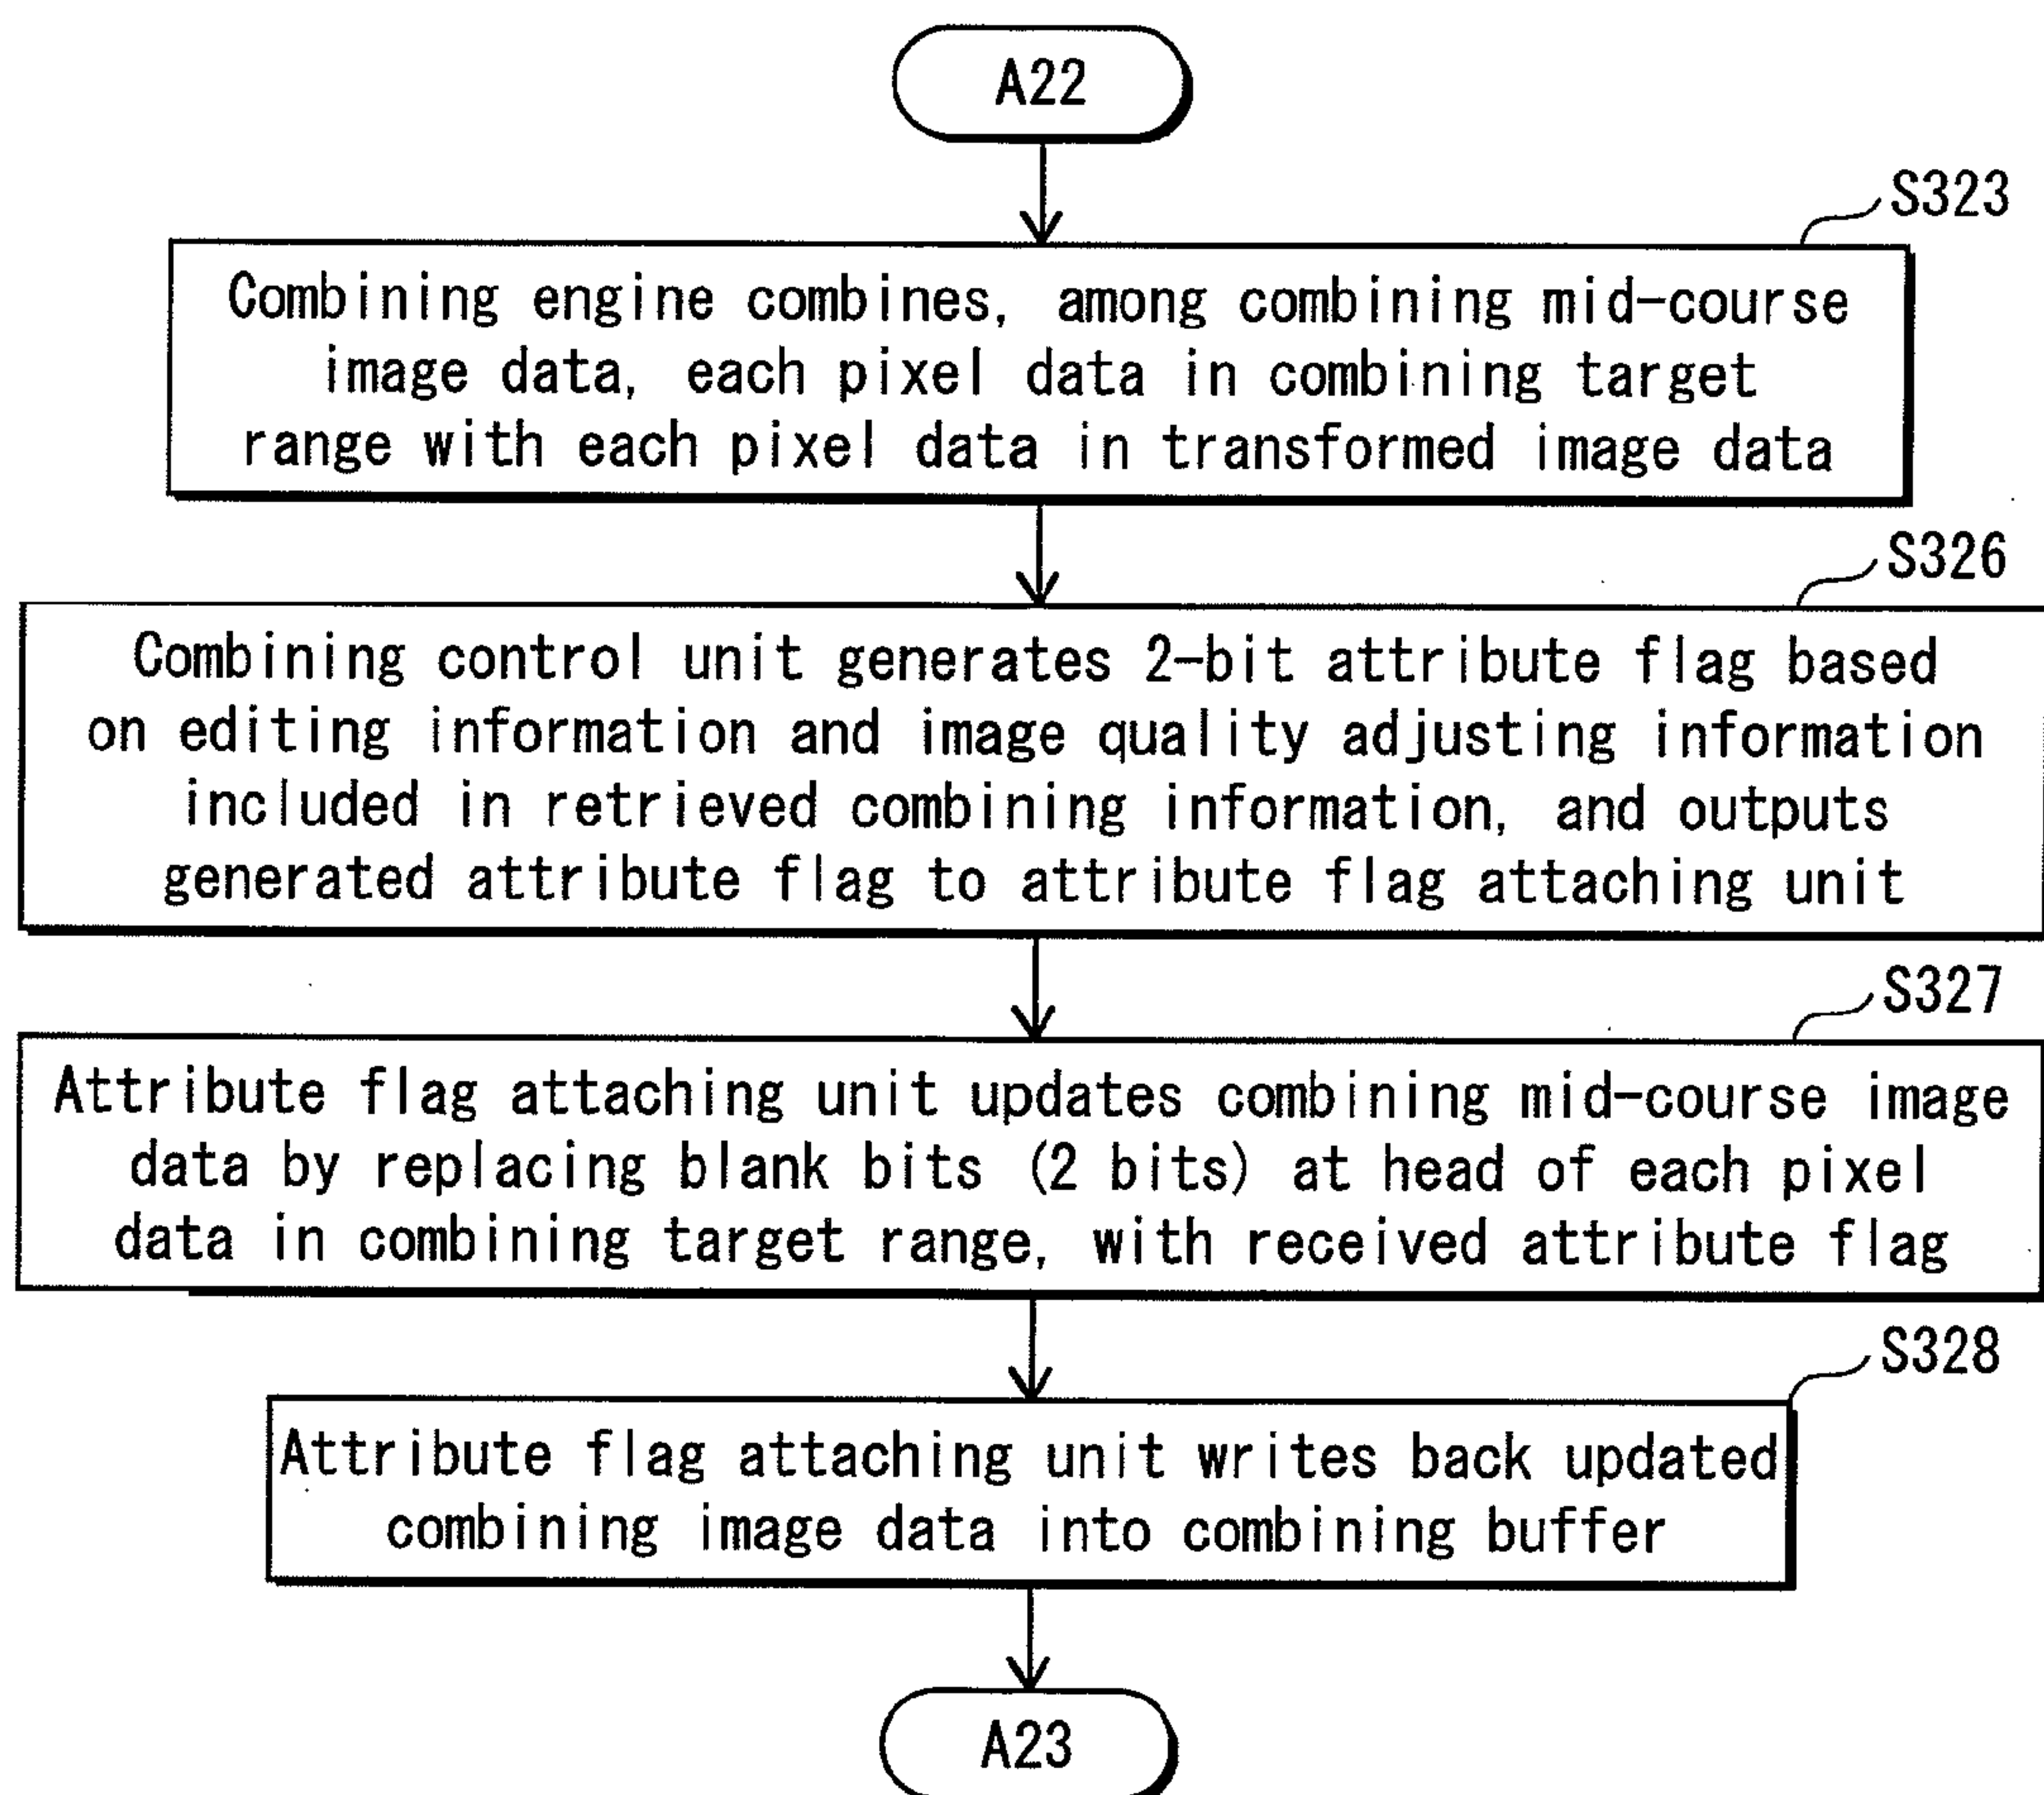 A22
S323
Combining engine combines, among combining mid-course
image data, each pixel data in combining target
range with each pixel data in transformed image data
S326
Combining control unit generates 2-bit attribute flag based
on editing information and image quality adjusting information
included in retrieved combining information, and outputs
generated attribute flag to attribute flag attaching unit
S327
Attribute flag attaching unit updates combining mid-course image
data by replacing blank bits (2 bits) at head of each pixel
data in combining target range, with received attribute flag
S328
Attribute flag attaching unit writes back updated
combining image data into combining buffer
A23